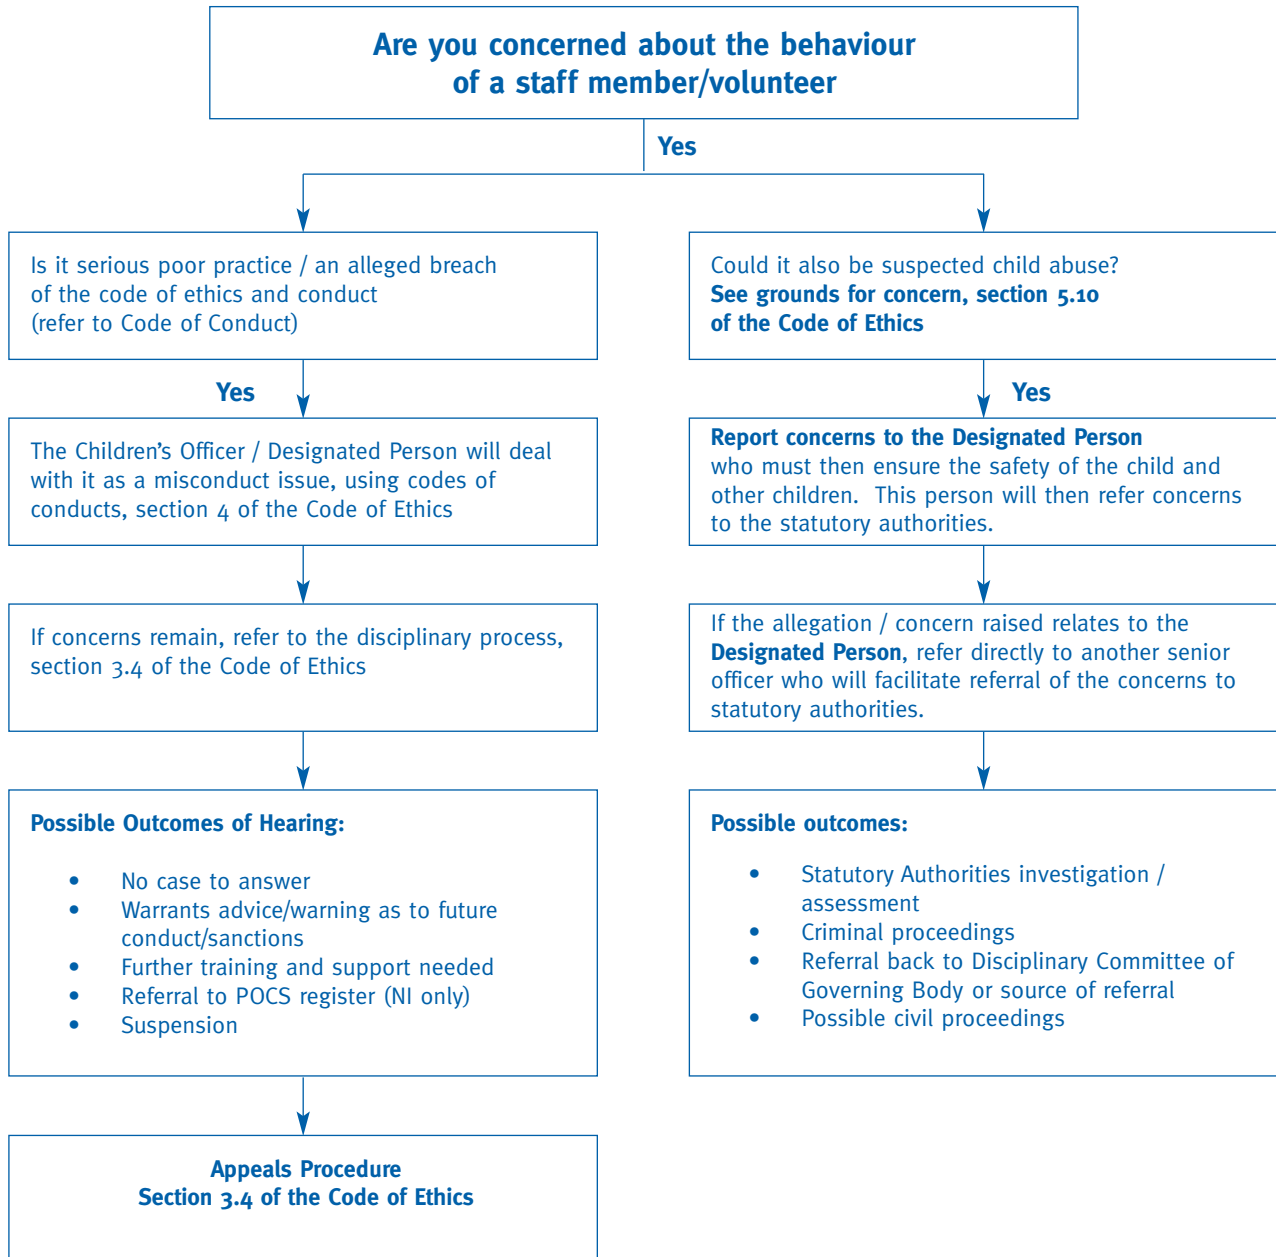 Are you concerned about the behaviour
of a staff member/volunteer
Yes
Is it serious poor practice / an alleged breach
of the code of ethics and conduct
(refer to Code of Conduct)
Yes
The Children's Officer / Designated Person will deal
with it as a misconduct issue, using codes of
conducts, section 4 of the Code of Ethics
If concerns remain, refer to the disciplinary process,
section 3.4 of the Code of Ethics
Possible Outcomes of Hearing:
• No case to answer
• Warrants advice/warning as to future
conduct/sanctions
• Further training and support needed
• Referral to POCS register (NI only)
• Suspension
Appeals Procedure
Section 3.4 of the Code of Ethics
Could it also be suspected child abuse?
See grounds for concern, section 5.10
of the Code of Ethics
Yes
Report concerns to the Designated Person
who must then ensure the safety of the child and
other children. This person will then refer concerns
to the statutory authorities.
If the allegation / concern raised relates to the
Designated Person, refer directly to another senior
officer who will facilitate referral of the concerns to
statutory authorities.
Possible outcomes:
• Statutory Authorities investigation /
assessment
• Criminal proceedings
• Referral back to Disciplinary Committee of
Governing Body or source of referral
• Possible civil proceedings